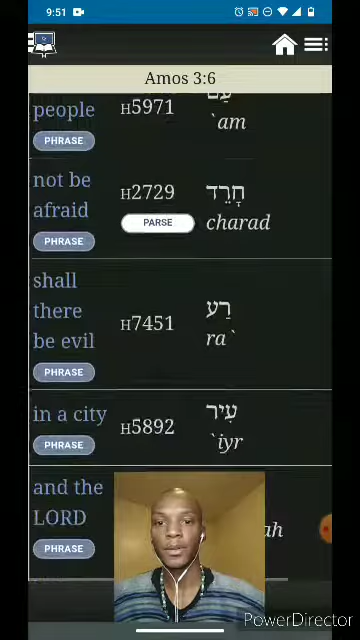 9:51
Amos 3:6
people H5971 עַם
PHRASE `am
not be H2729 חָרֵד
afraid PARSE charad
PHRASE
shall
there H7451 רַע
be evil ra`
PHRASE
in a city H5892 עִיר
PHRASE `iyr
and the
LORD ah
PHRASE
PowerDirector